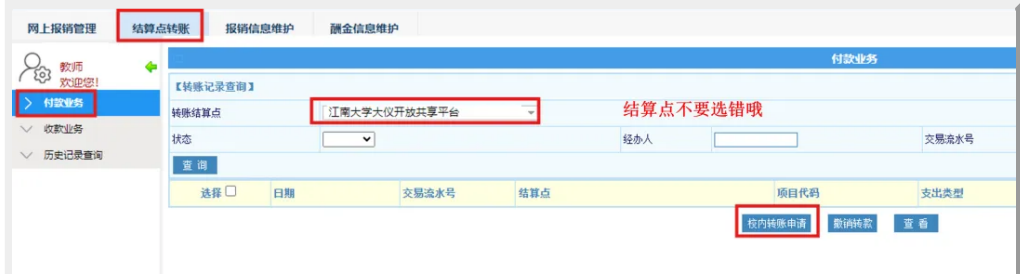 网上报销管理 结算点转账 报销信息维护 酬金信息维护
教师
欢迎您!
付款业务
收款业务
历史记录查询
付款业务
【转账记录查询】
转账结算点 江南大学大仪开放共享平台 结算点不要选错哦
状态 经办人 交易流水号
查 询
选择 日期 交易流水号 结算点 项目代码 支出类型
校内转账申请 撤销转款 查 看